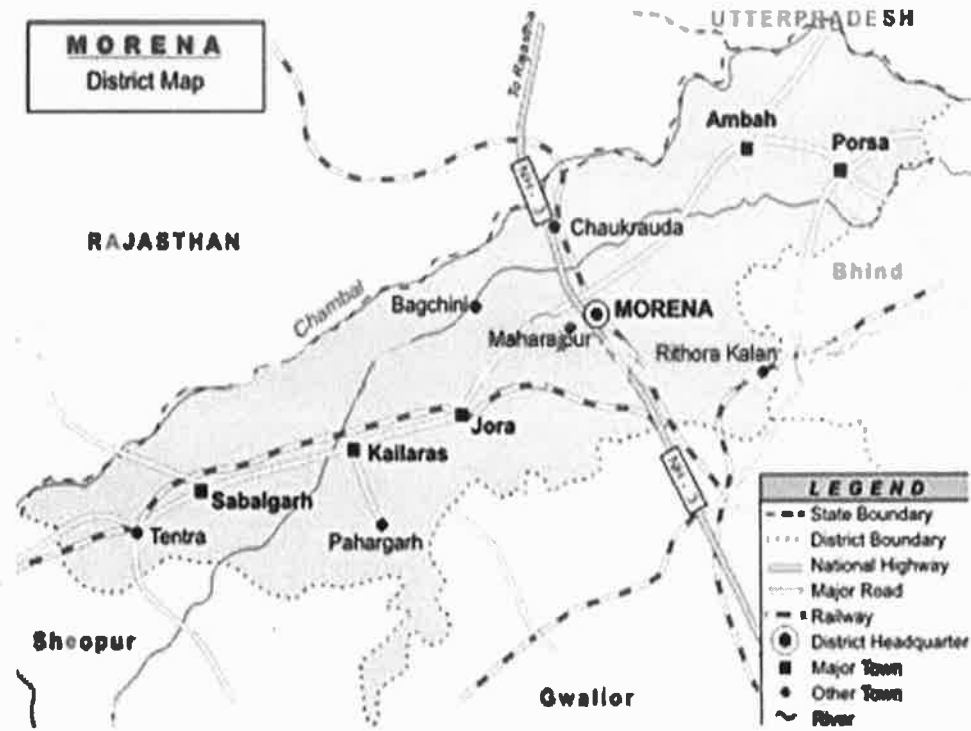 MORENA
District Map
UTTERPRADESH
To Rajasth
Ambah
Porsa
NH - 3
Chaukrauda
RAJASTHAN
Bhind
Chambal
Bagchini
MORENA
Maharajpur
Rithora Kalan
Jora
Kailaras
NH - 3
Sabalgarh
Tentra
Pahargarh
Sheopur
Gwalior
LEGEND
State Boundary
District Boundary
National Highway
Major Road
Railway
District Headquarter
Major Town
Other Town
River